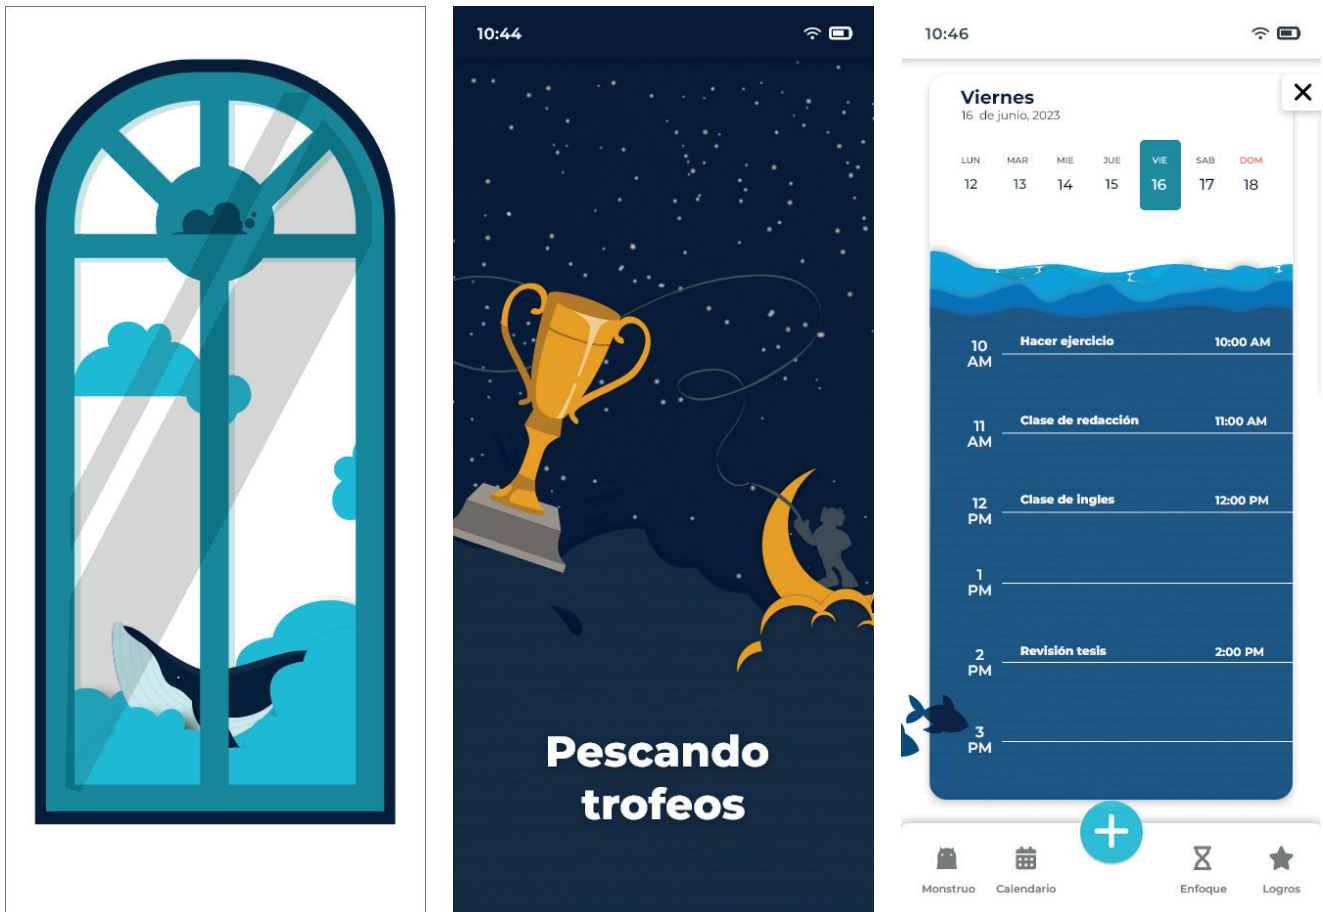 10:44
Pescando
trofeos
10:46
Viernes
16 de junio, 2023
LUN MAR MIE JUE VIE SAB DOM
12 13 14 15 16 17 18
10 AM Hacer ejercicio 10:00 AM
11 AM Clase de redacción 11:00 AM
12 PM Clase de ingles 12:00 PM
1 PM
2 PM Revisión tesis 2:00 PM
3 PM
Monstruo Calendario Enfoque Logros